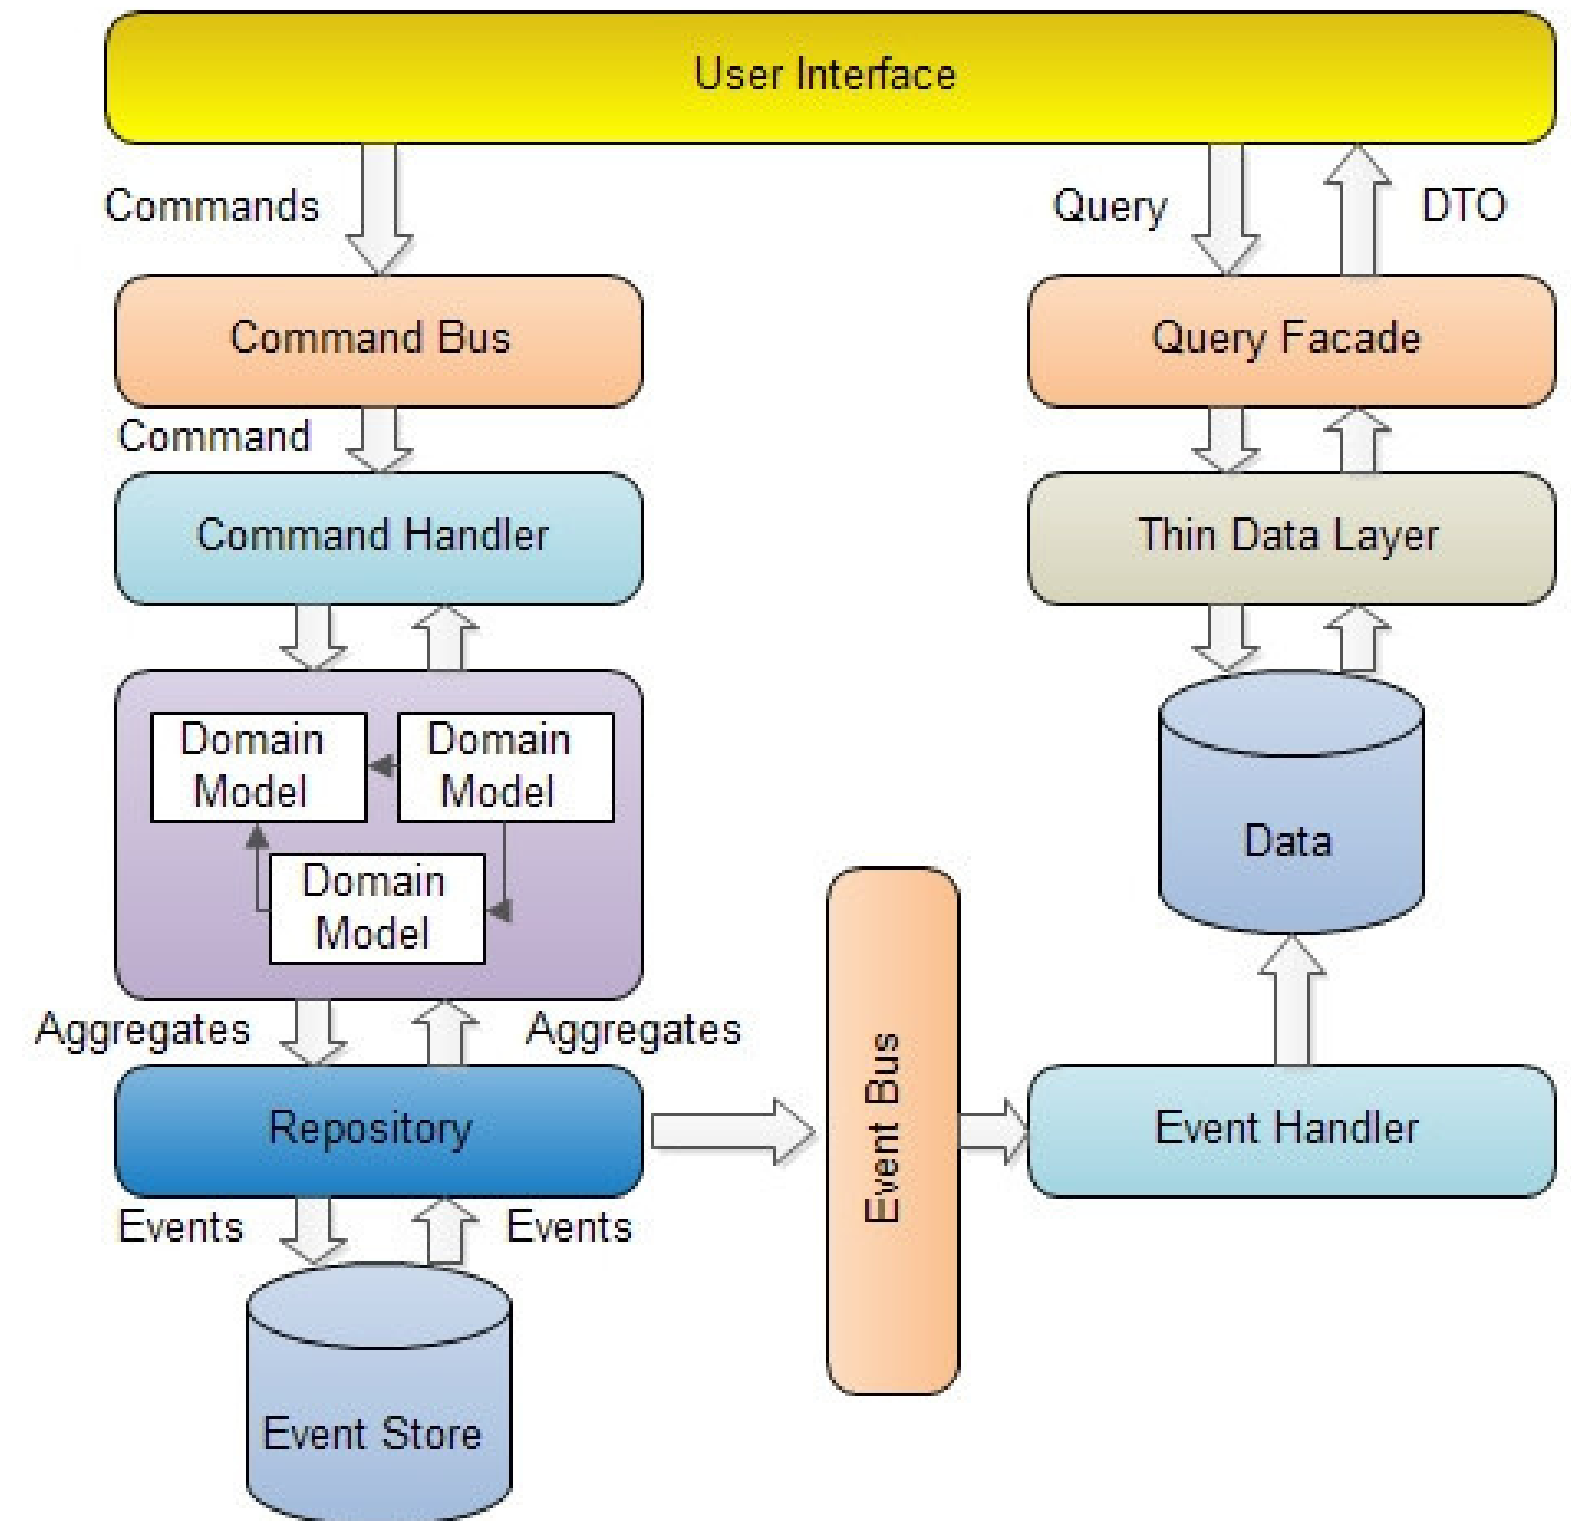 User Interface
Commands
Query
DTO
Command Bus
Query Facade
Command
Command Handler
Thin Data Layer
Domain
Model
Domain
Model
Domain
Model
Data
Aggregates
Aggregates
Repository
Event Bus
Event Handler
Events
Events
Event Store